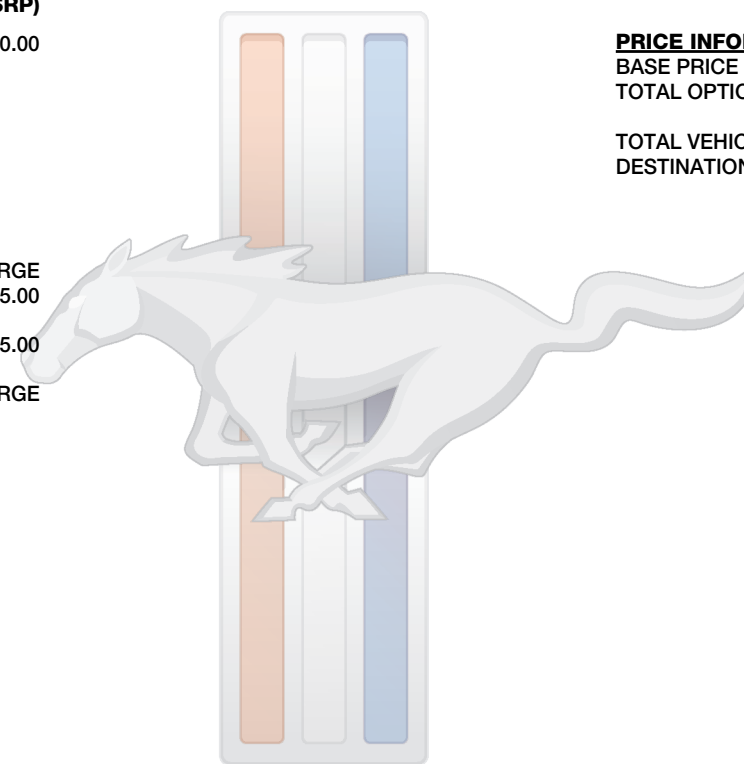 SRP)
0.00
RGE
5.00
5.00
RGE
PRICE INFO
BASE PRICE
TOTAL OPTIO
TOTAL VEHIC
DESTINATION